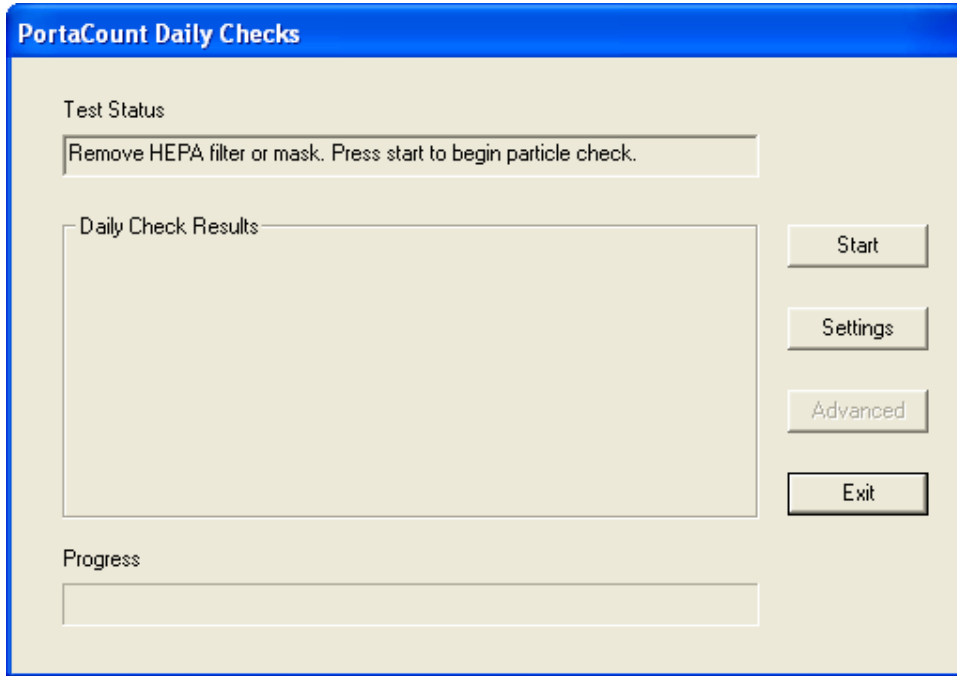 PortaCount Daily Checks
Test Status
Remove HEPA filter or mask. Press start to begin particle check.
Daily Check Results
Start
Settings
Advanced
Exit
Progress